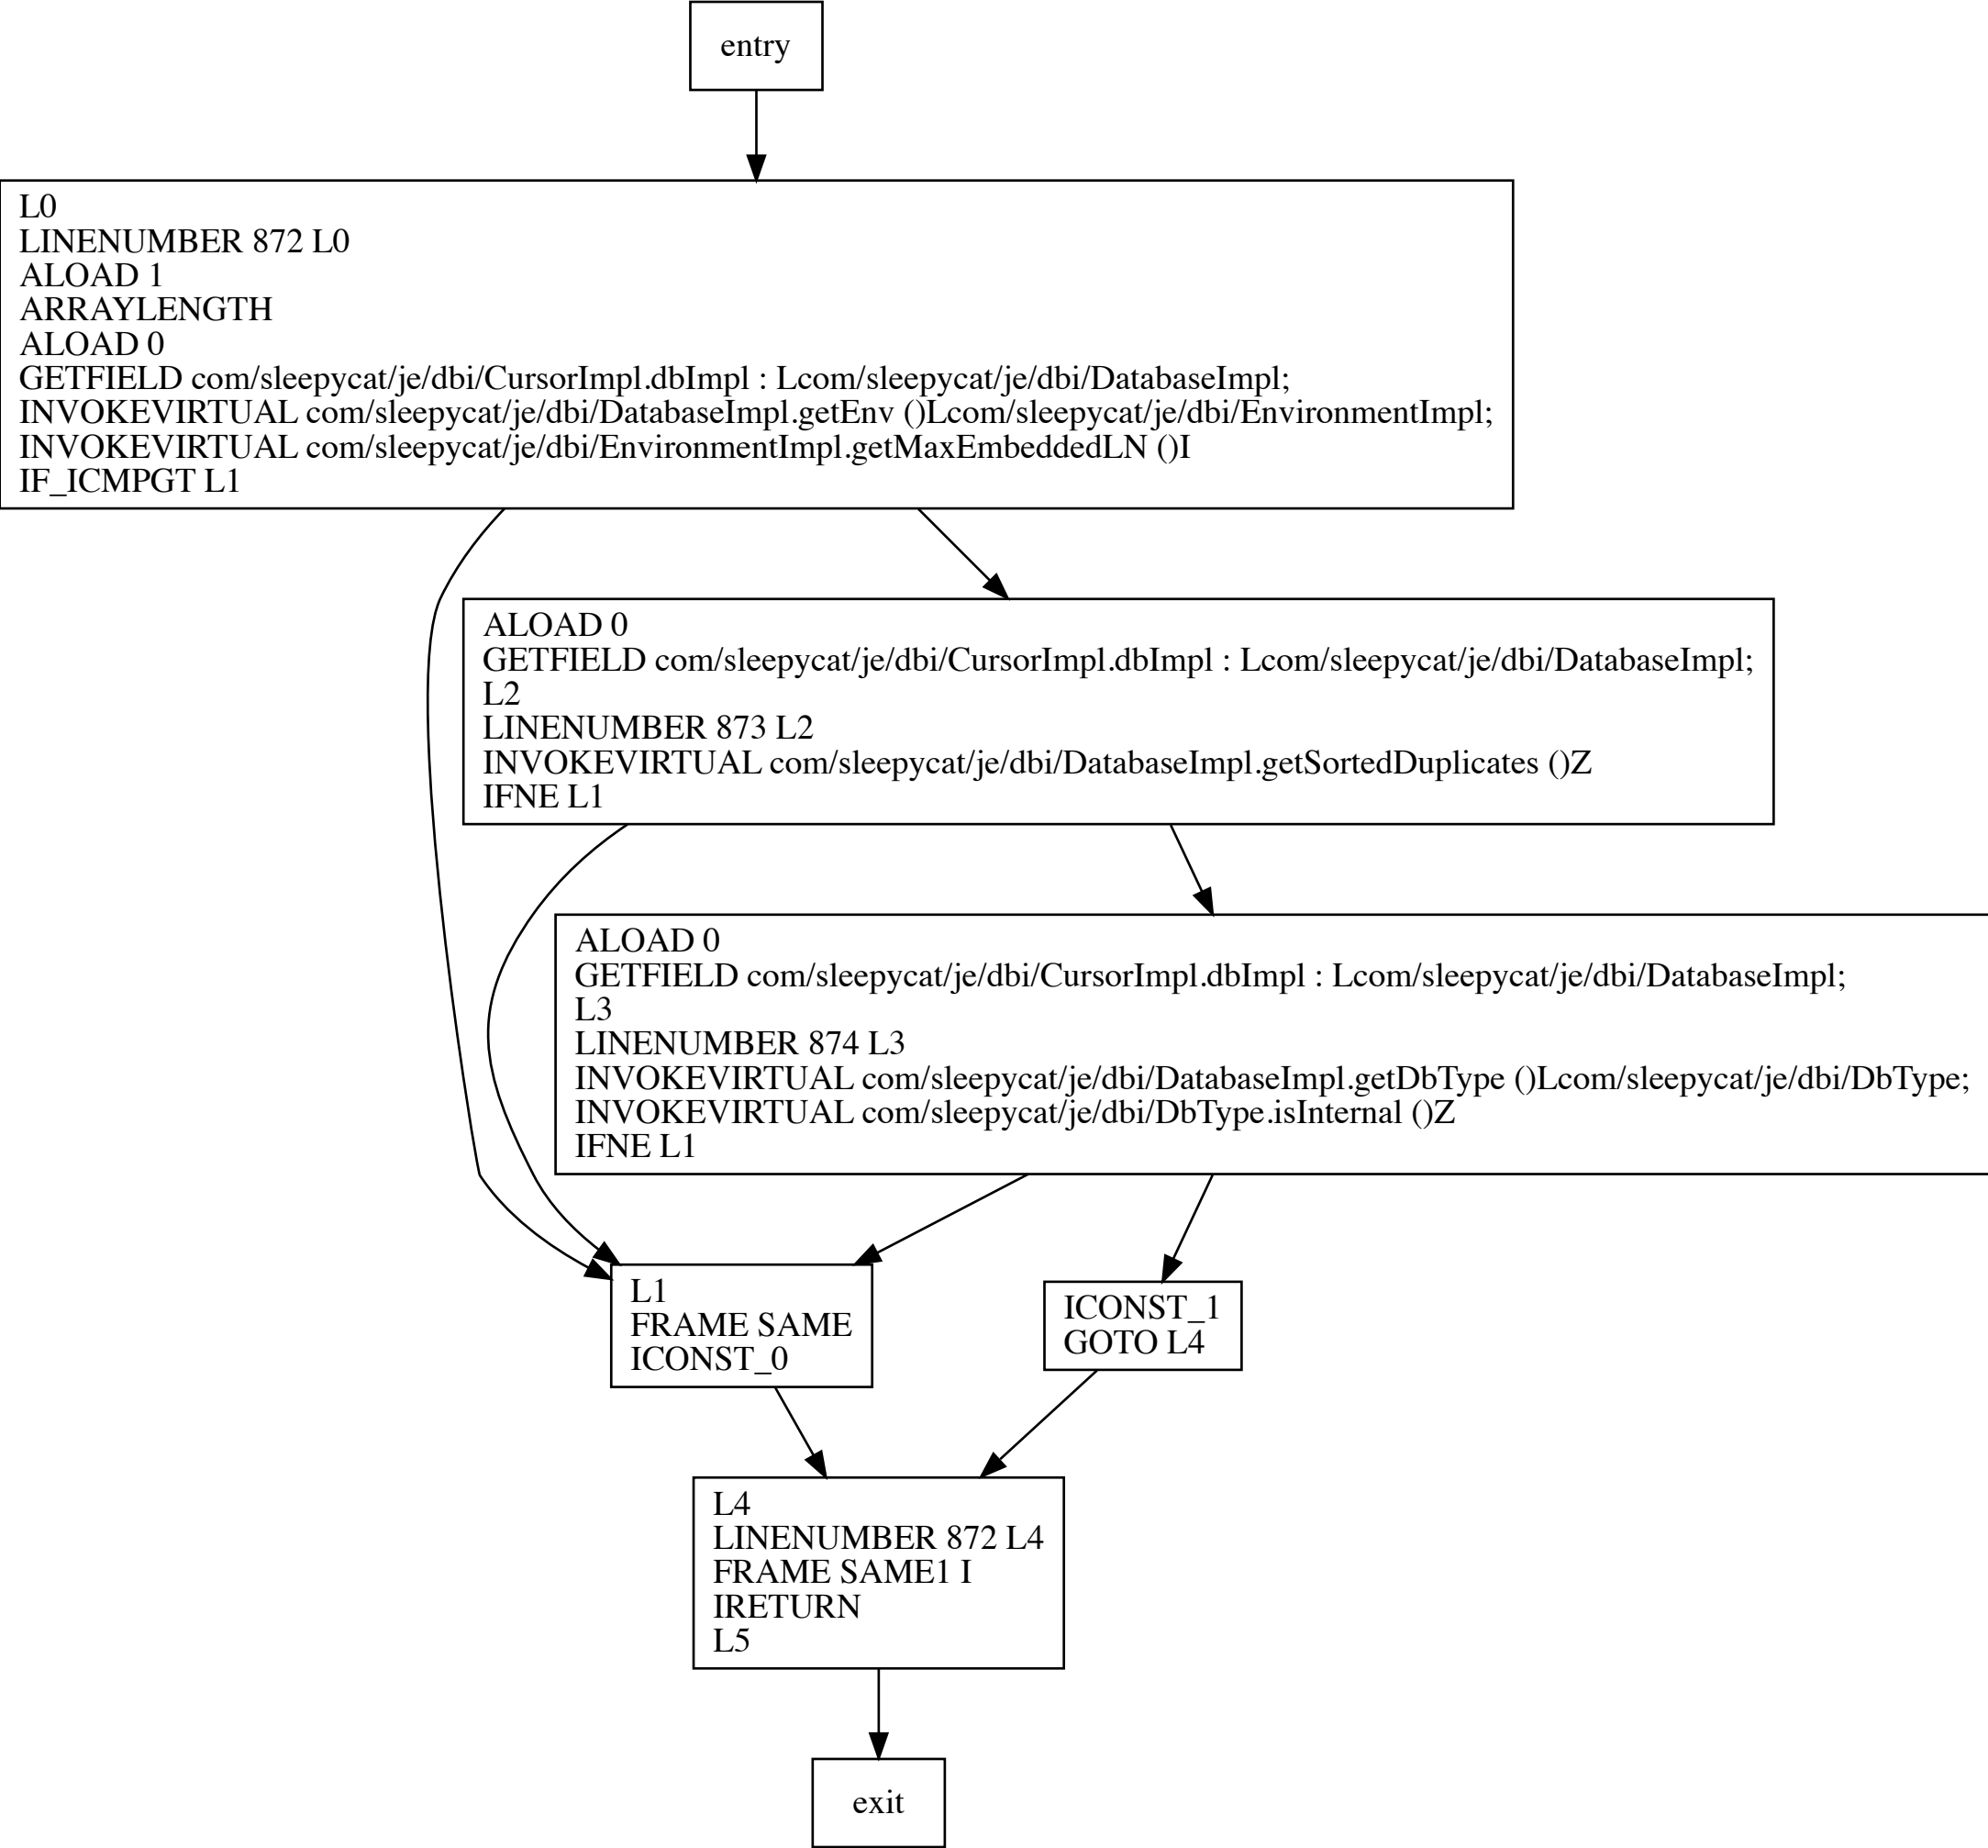 entry
L0
LINENUMBER 872 L0
ALOAD 1
ARRAYLENGTH
ALOAD 0
GETFIELD com/sleepycat/je/dbi/CursorImpl.dbImpl : Lcom/sleepycat/je/dbi/DatabaseImpl;
INVOKEVIRTUAL com/sleepycat/je/dbi/DatabaseImpl.getEnv ()Lcom/sleepycat/je/dbi/EnvironmentImpl;
INVOKEVIRTUAL com/sleepycat/je/dbi/EnvironmentImpl.getMaxEmbeddedLN ()I
IF_ICMPGT L1
ALOAD 0
GETFIELD com/sleepycat/je/dbi/CursorImpl.dbImpl : Lcom/sleepycat/je/dbi/DatabaseImpl;
L2
LINENUMBER 873 L2
INVOKEVIRTUAL com/sleepycat/je/dbi/DatabaseImpl.getSortedDuplicates ()Z
IFNE L1
ALOAD 0
GETFIELD com/sleepycat/je/dbi/CursorImpl.dbImpl : Lcom/sleepycat/je/dbi/DatabaseImpl;
L3
LINENUMBER 874 L3
INVOKEVIRTUAL com/sleepycat/je/dbi/DatabaseImpl.getDbType ()Lcom/sleepycat/je/dbi/DbType;
INVOKEVIRTUAL com/sleepycat/je/dbi/DbType.isInternal ()Z
IFNE L1
L1
FRAME SAME
ICONST_0
ICONST_1
GOTO L4
L4
LINENUMBER 872 L4
FRAME SAME1 I
IRETURN
L5
exit